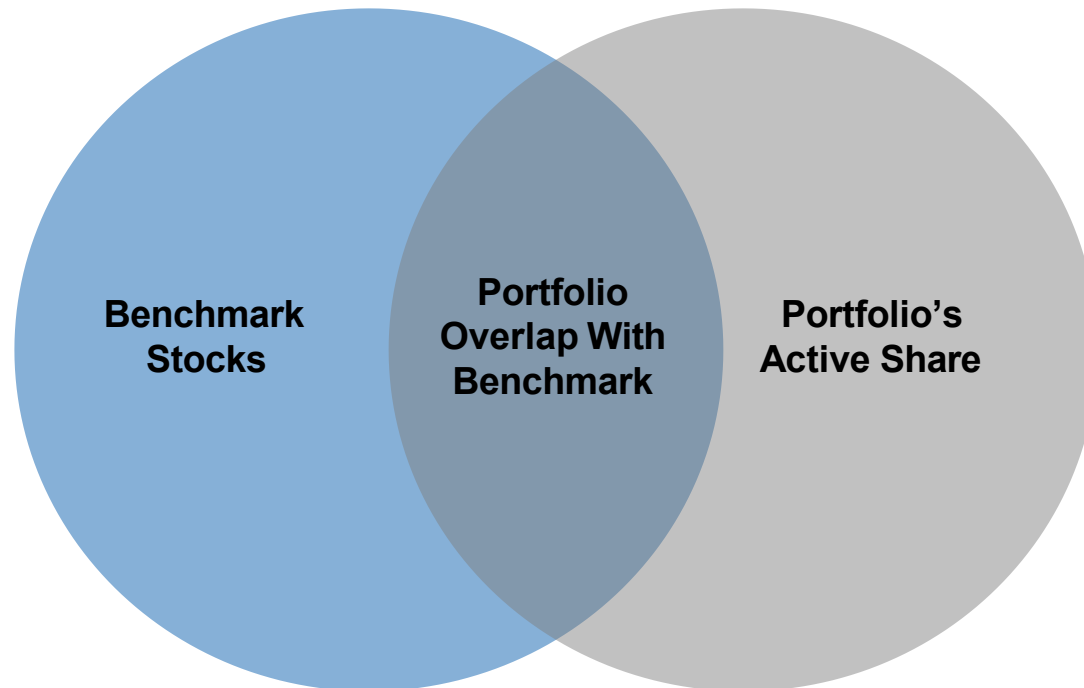 Benchmark
Stocks
Portfolio
Overlap With
Benchmark
Portfolio’s
Active Share